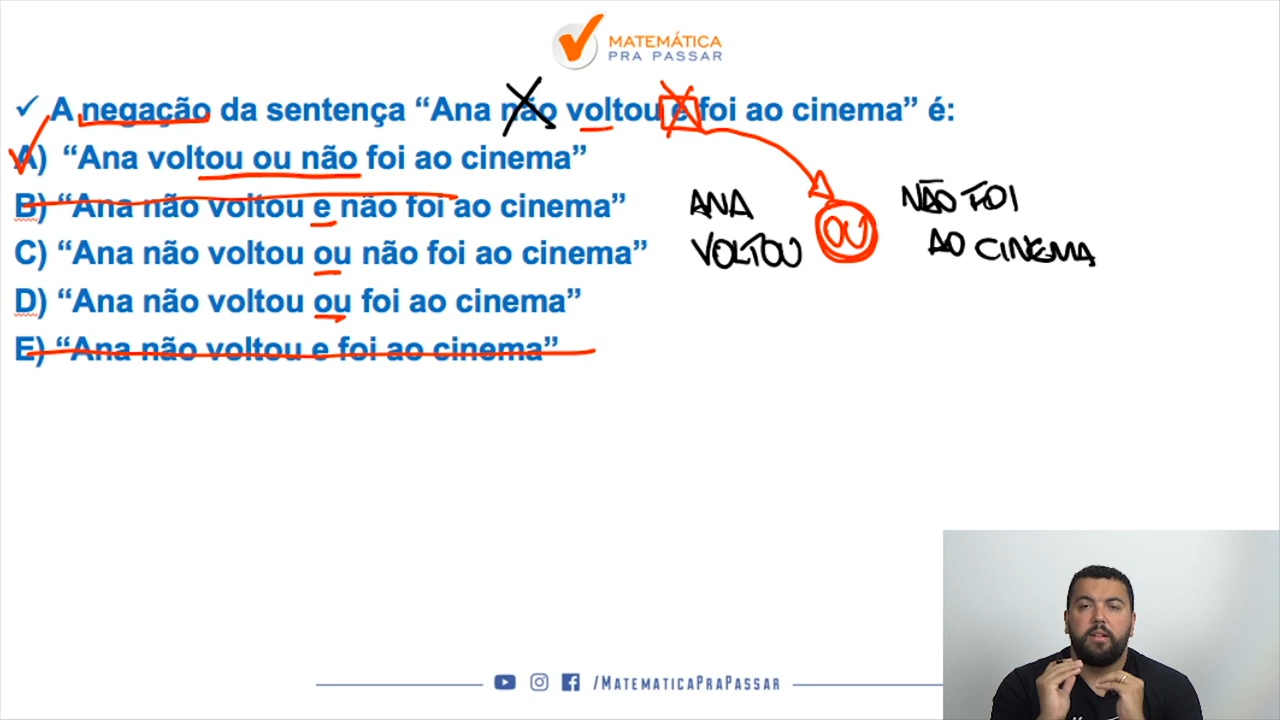 MATEMÁTICA
PRA PASSAR
✓ A negação da sentença “Ana não voltou e foi ao cinema” é:
A) “Ana voltou ou não foi ao cinema”
B) “Ana não voltou e não foi ao cinema”
C) “Ana não voltou ou não foi ao cinema”
D) “Ana não voltou ou foi ao cinema”
E) “Ana não voltou e foi ao cinema”
ANA
VOLTOU
OU
NÃO FOI
AO CINEMA
/MATEMATICAPRAPASSAR